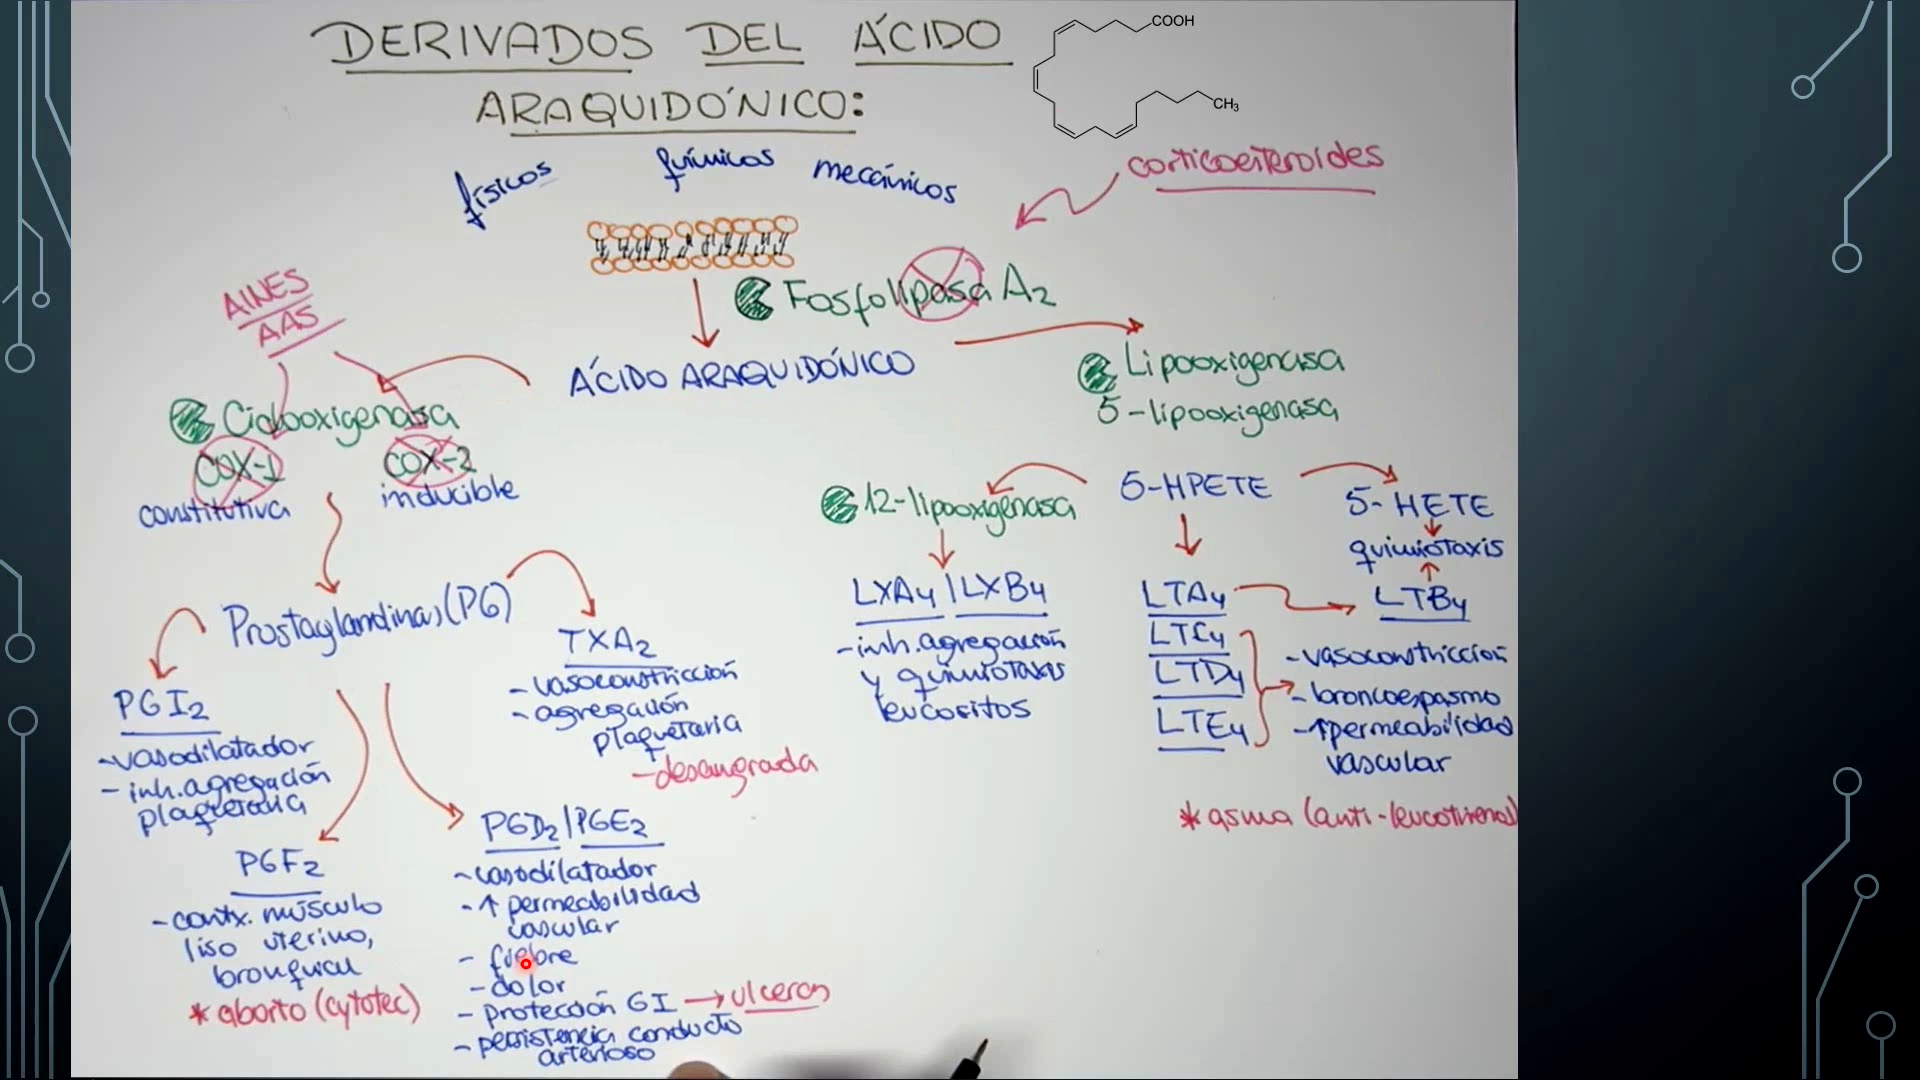 DERIVADOS DEL ÁCIDO
ARAQUIDÓNICO:
COOH
CH3
físicos
químicos
mecánicos
corticoesteroides
Fosfolipasa A2
AINES
AAS
ÁCIDO ARAQUIDÓNICO
Ciclooxigenasa
COX-1
constitutiva
COX-2
inducible
Lipooxigenasa
5-lipooxigenasa
5-HPETE
12-lipooxigenasa
5-HETE
quimiotaxis
LTB4
LXA4 | LXB4
-inh. agregación
y quimiotaxis
leucocitos
LTA4
LTC4
LTD4
LTE4
-vasoconstricción
-broncoespasmo
-↑permeabilidad
vascular
*asma (anti-leucotrienos)
Prostaglandinas (PG)
TXA2
-vasoconstricción
-agregación
plaquetaria
-desangrada
PGI2
-vasodilatador
-inh. agregación
plaquetaria
PGF2
-contx. músculo
liso uterino,
bronquial
*aborto (cytotec)
PGD2|PGE2
-vasodilatador
-↑ permeabilidad
vascular
-fiebre
-dolor
-protección GI → úlceras
-persistencia conducto
arterioso